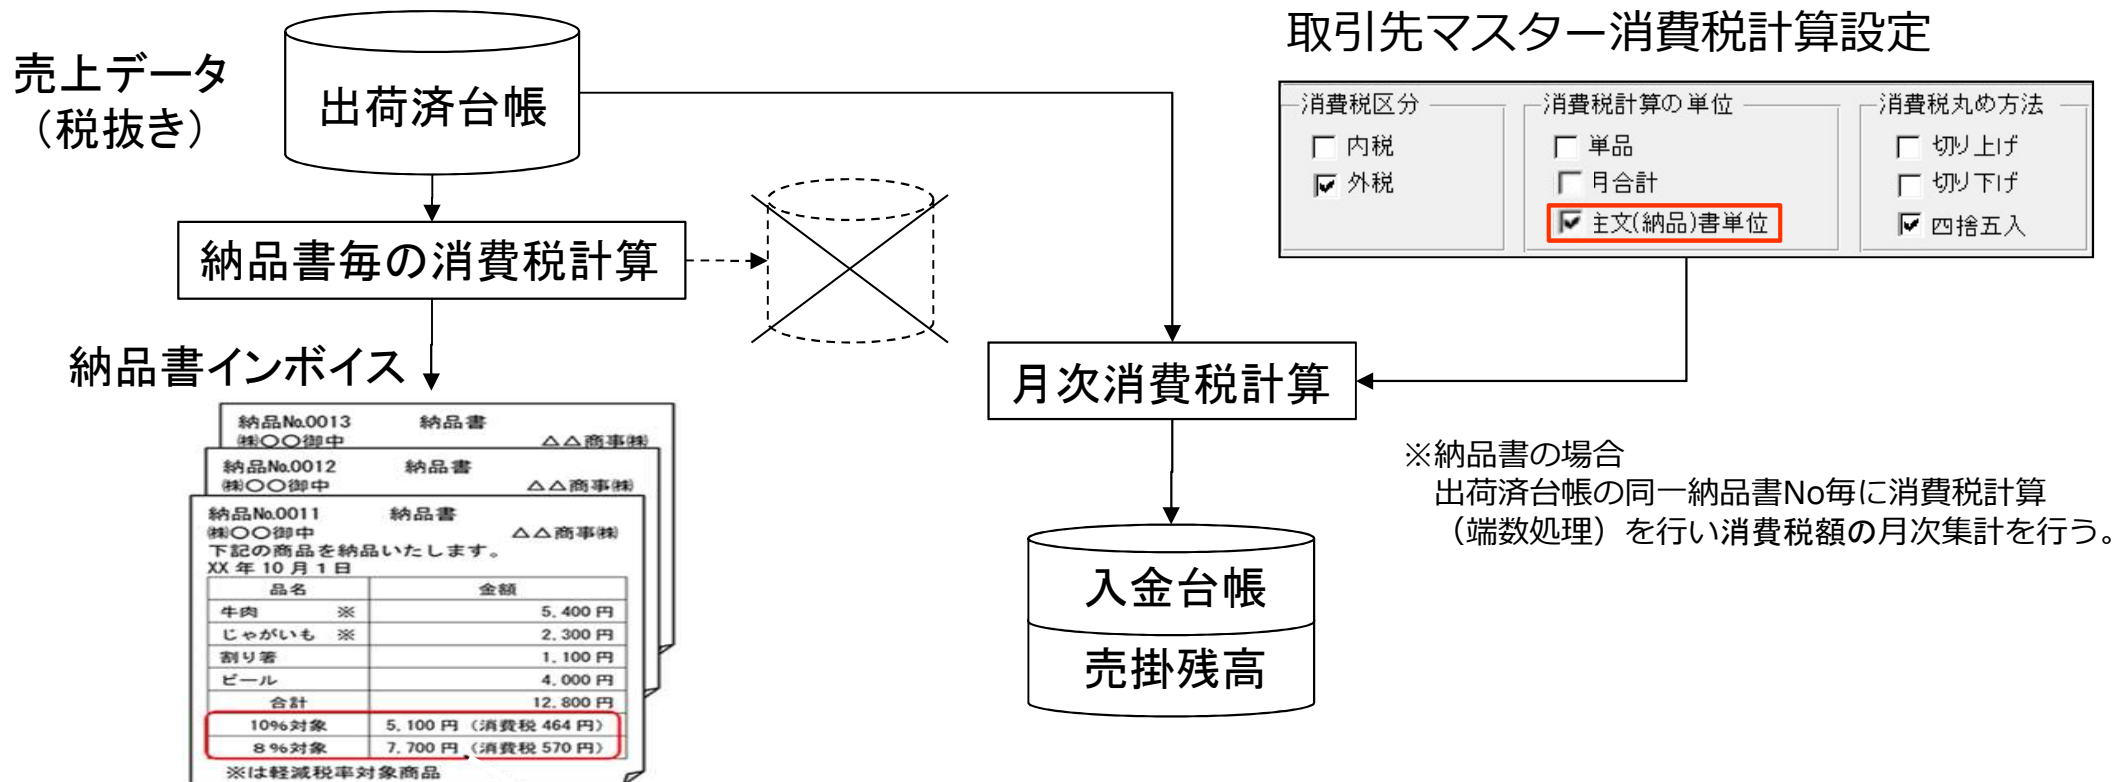 取引先マスター消費税計算設定
売上データ
（税抜き）
出荷済台帳
消費税区分
内税
外税
消費税計算の単位
単品
月合計
主文(納品)書単位
消費税丸め方法
切り上げ
切り下げ
四捨五入
納品書毎の消費税計算
納品書インボイス
月次消費税計算
※納品書の場合
出荷済台帳の同一納品書No毎に消費税計算
（端数処理）を行い消費税額の月次集計を行う。
入金台帳
売掛残高
納品No.0013 納品書
㈱〇〇御中 △△商事㈱
納品No.0012 納品書
㈱〇〇御中 △△商事㈱
納品No.0011 納品書
㈱〇〇御中 △△商事㈱
下記の商品を納品いたします。
XX 年 10 月 1 日
品名 金額
牛肉 ※ 5,400 円
じゃがいも ※ 2,300 円
割り箸 1,100 円
ビール 4,000 円
合計 12,800 円
10%対象 5,100 円（消費税 464 円）
8%対象 7,700 円（消費税 570 円）
※は軽減税率対象商品